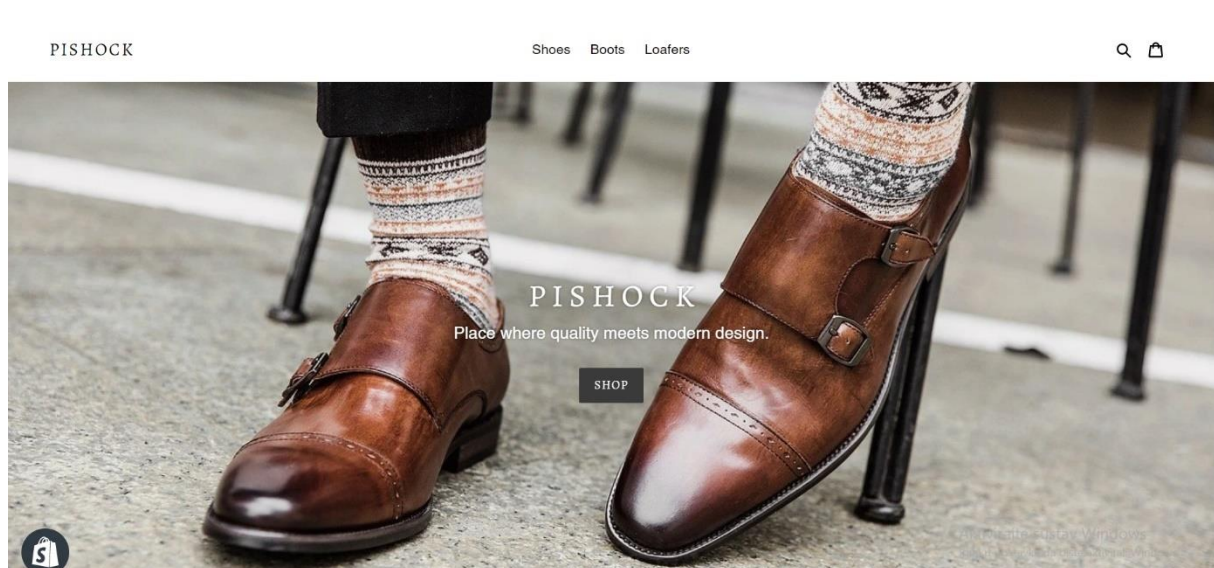 PISHOCK
Shoes Boots Loafers
PISHOCK
Place where quality meets modern design.
SHOP